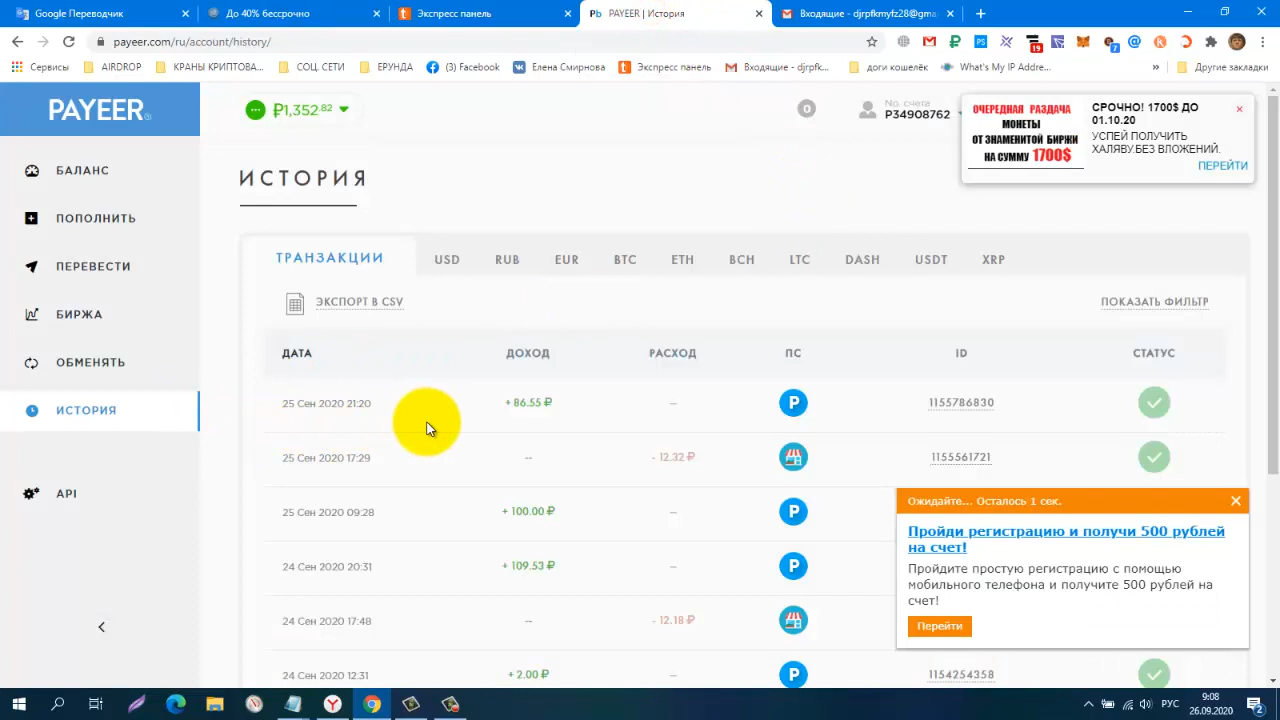 Google Переводчик
До 40% бессрочно
Экспресс панель
PAYEER | История
Входящие - djrpfkmyfz28@gma
payeer.com/ru/account/history/
Сервисы
AIRDROP
КРАНЫ КРИПТОВА...
СОЦ. СЕТИ
ЕРУНДА
(3) Facebook
Елена Смирнова
Экспресс панель
Входящие - djrpfk...
доги кошелёк
What's My IP Addre...
»
Другие закладки
PAYEER®
₽1,352.82
0
No. счета
P34908762
ОЧЕРЕДНАЯ РАЗДАЧА
МОНЕТЫ
ОТ ЗНАМЕНИТОЙ БИРЖИ
НА СУММУ 1700$
СРОЧНО! 1700$ ДО
01.10.20
УСПЕЙ ПОЛУЧИТЬ
ХАЛЯВУ.БЕЗ ВЛОЖЕНИЙ.
ПЕРЕЙТИ
БАЛАНС
ПОПОЛНИТЬ
ПЕРЕВЕСТИ
БИРЖА
ОБМЕНЯТЬ
ИСТОРИЯ
API
ИСТОРИЯ
ТРАНЗАКЦИИ USD RUB EUR BTC ETH BCH LTC DASH USDT XRP
ЭКСПОРТ В CSV
ПОКАЗАТЬ ФИЛЬТР
ДАТА ДОХОД РАСХОД ПС ID СТАТУС
25 Сен 2020 21:20 + 86.55 ₽ -- P 1155786830
25 Сен 2020 17:29 -- - 12.32 ₽ 1155561721
25 Сен 2020 09:28 + 100.00 ₽ -- P
24 Сен 2020 20:31 + 109.53 ₽ -- P
24 Сен 2020 17:48 -- - 12.18 ₽
24 Сен 2020 12:31 + 2.00 ₽ -- P 1154254358
Ожидайте... Осталось 1 сек.
Пройди регистрацию и получи 500 рублей
на счет!
Пройдите простую регистрацию с помощью
мобильного телефона и получите 500 рублей на
счет!
Перейти
РУС
9:08
26.09.2020